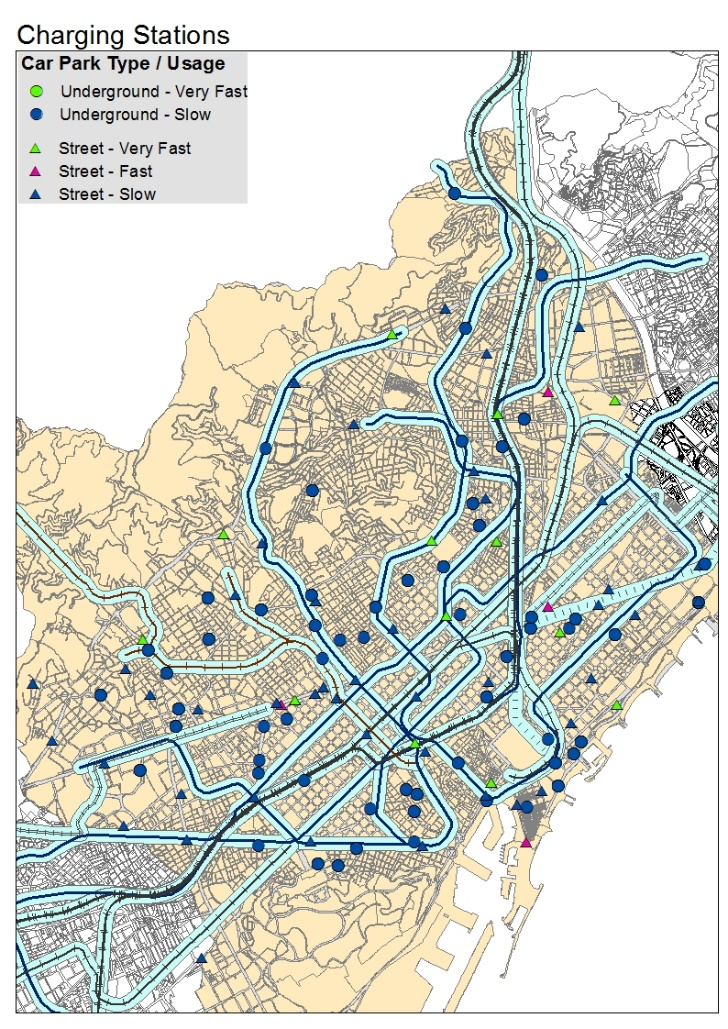 Charging Stations
Car Park Type / Usage
Underground - Very Fast
Underground - Slow
Street - Very Fast
Street - Fast
Street - Slow